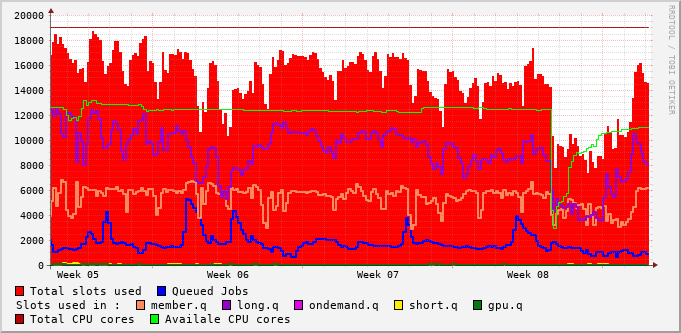 20000
18000
16000
14000
12000
10000
8000
6000
4000
2000
0
Week 05 Week 06 Week 07 Week 08
Total slots used Queued Jobs
Slots used in : member.q long.q ondemand.q short.q gpu.q
Total CPU cores Availale CPU cores
RRDTOOL / TOBI OETIKER